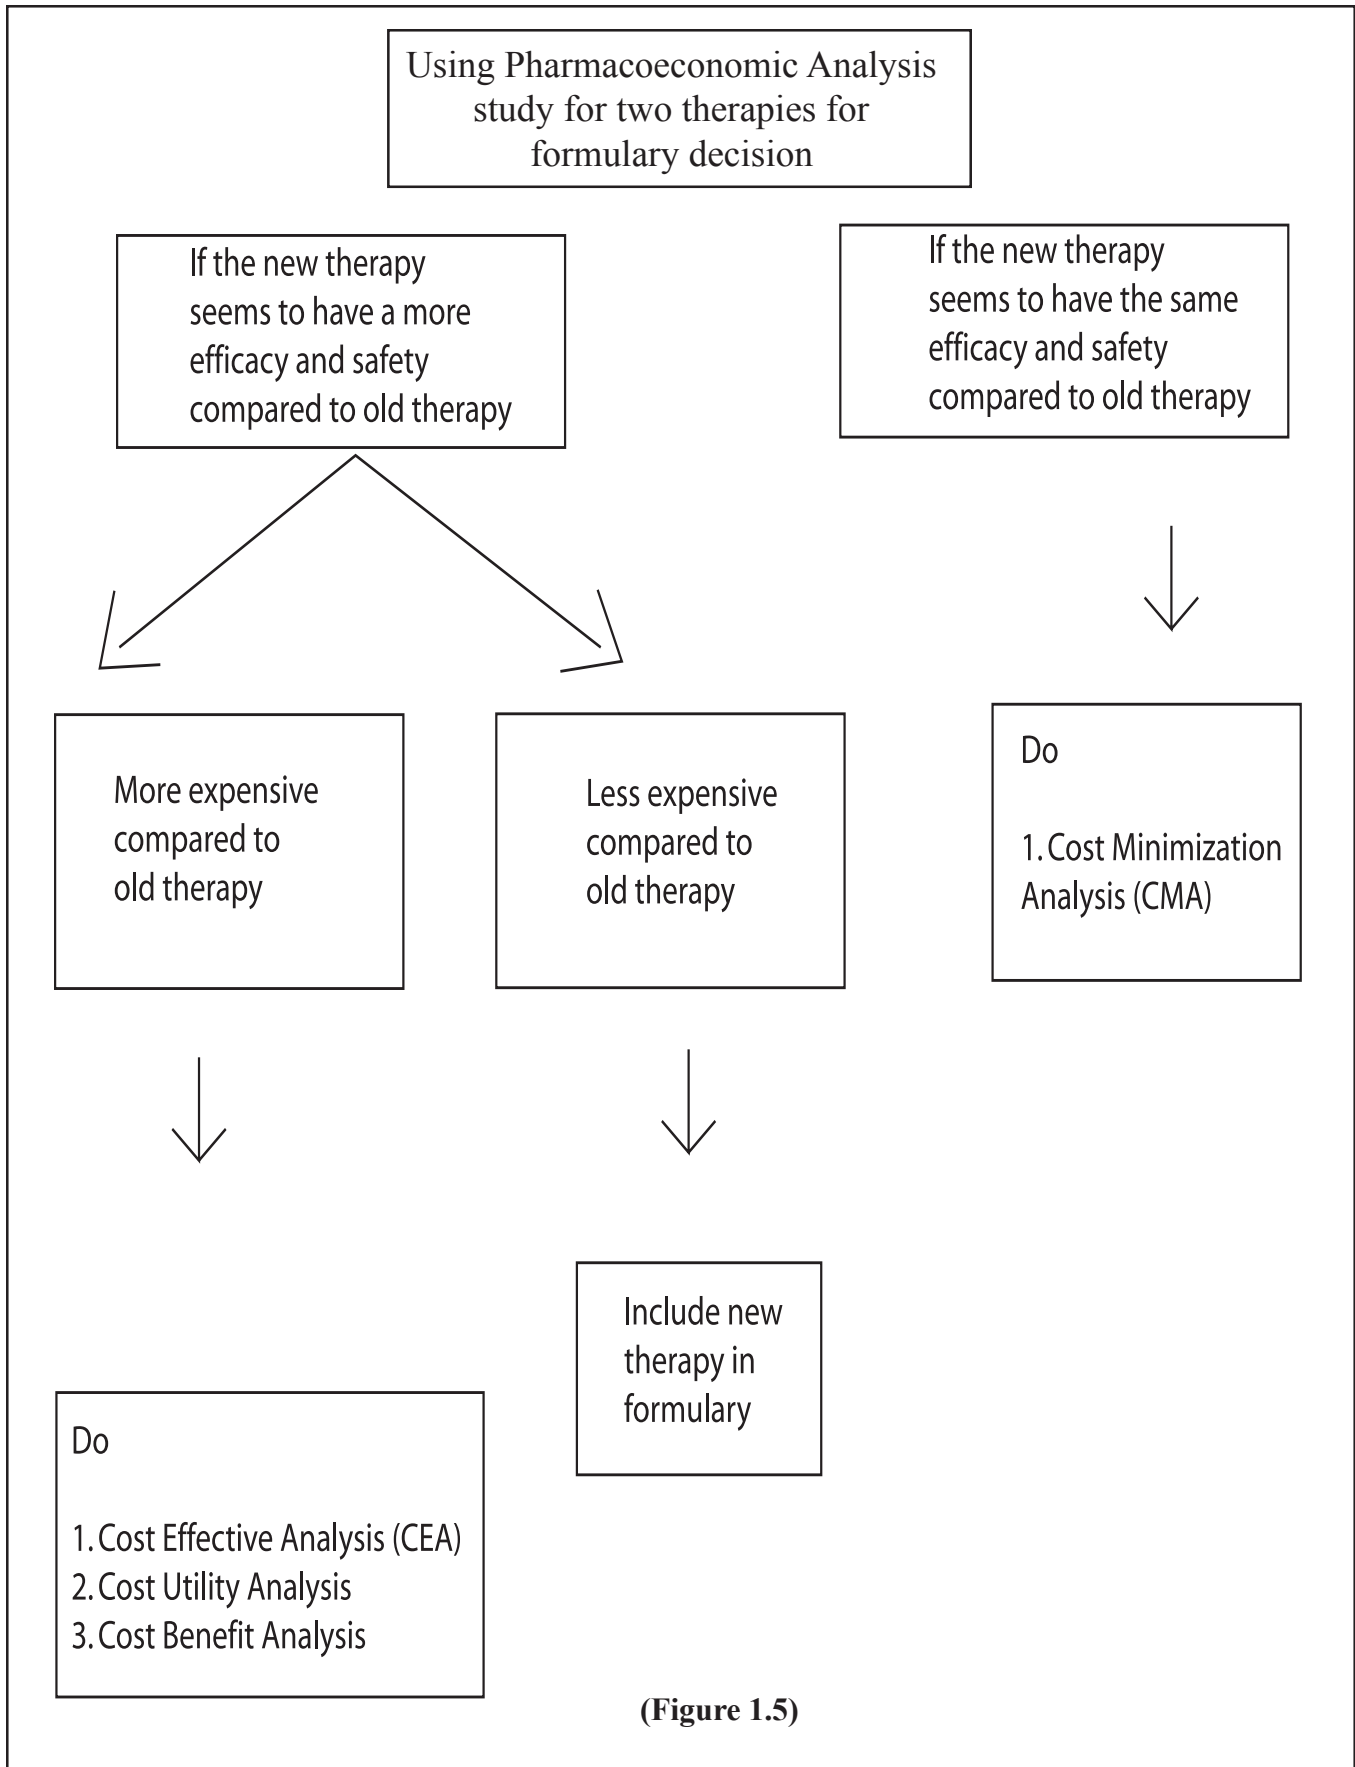 Using Pharmacoeconomic Analysis
study for two therapies for
formulary decision
If the new therapy
seems to have a more
efficacy and safety
compared to old therapy
If the new therapy
seems to have the same
efficacy and safety
compared to old therapy
More expensive
compared to
old therapy
Less expensive
compared to
old therapy
Do
1. Cost Minimization
Analysis (CMA)
Include new
therapy in
formulary
Do
1. Cost Effective Analysis (CEA)
2. Cost Utility Analysis
3. Cost Benefit Analysis
(Figure 1.5)